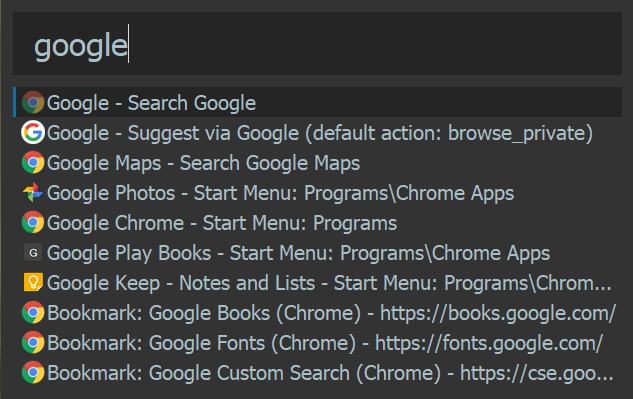 google
Google - Search Google
Google - Suggest via Google (default action: browse_private)
Google Maps - Search Google Maps
Google Photos - Start Menu: Programs\Chrome Apps
Google Chrome - Start Menu: Programs
G Google Play Books - Start Menu: Programs\Chrome Apps
Google Keep - Notes and Lists - Start Menu: Programs\Chrom...
Bookmark: Google Books (Chrome) - https://books.google.com/
Bookmark: Google Fonts (Chrome) - https://fonts.google.com/
Bookmark: Google Custom Search (Chrome) - https://cse.goo...